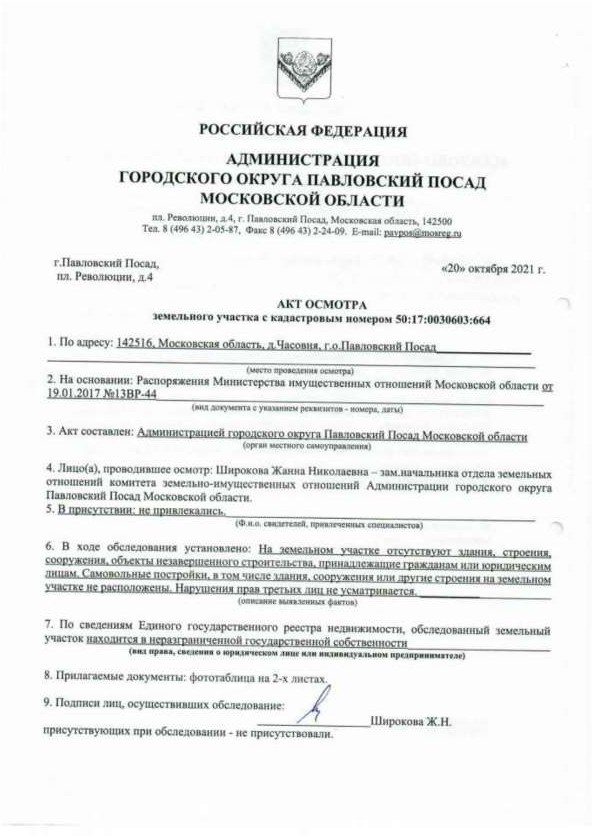 РОССИЙСКАЯ ФЕДЕРАЦИЯ
АДМИНИСТРАЦИЯ
ГОРОДСКОГО ОКРУГА ПАВЛОВСКИЙ ПОСАД
МОСКОВСКОЙ ОБЛАСТИ
пл. Революции, д.4, г. Павловский Посад, Московская область, 142500
Тел. 8 (496 43) 2-05-87, Факс 8 (496 43) 2-24-09. E-mail: pavpos@mosreg.ru
г.Павловский Посад, «20» октября 2021 г.
пл. Революции, д.4
АКТ ОСМОТРА
земельного участка с кадастровым номером 50:17:0030603:664
1. По адресу: 142516, Московская область, д.Часовня, г.о.Павловский Посад
(место проведения осмотра)
2. На основании: Распоряжения Министерства имущественных отношений Московской области от
19.01.2017 №13ВР-44
(вид документа с указанием реквизитов - номера, даты)
3. Акт составлен: Администрацией городского округа Павловский Посад Московской области
(орган местного самоуправления)
4. Лицо(а), проводившее осмотр: Широкова Жанна Николаевна – зам.начальника отдела земельных
отношений комитета земельно-имущественных отношений Администрации городского округа
Павловский Посад Московской области.
5. В присутствии: не привлекались.
(Ф.и.о. свидетелей, привлеченных специалистов)
6. В ходе обследования установлено: На земельном участке отсутствуют здания, строения,
сооружения, объекты незавершенного строительства, принадлежащие гражданам или юридическим
лицам. Самовольные постройки, в том числе здания, сооружения или другие строения на земельном
участке не расположены. Нарушения прав третьих лиц не усматривается.
(описание выявленных фактов)
7. По сведениям Единого государственного реестра недвижимости, обследованный земельный
участок находится в неразграниченной государственной собственности
(вид права, сведения о юридическом лице или индивидуальном предпринимателе)
8. Прилагаемые документы: фототаблица на 2-х листах.
9. Подписи лиц, осуществивших обследование:
Широкова Ж.Н.
присутствующих при обследовании - не присутствовали.